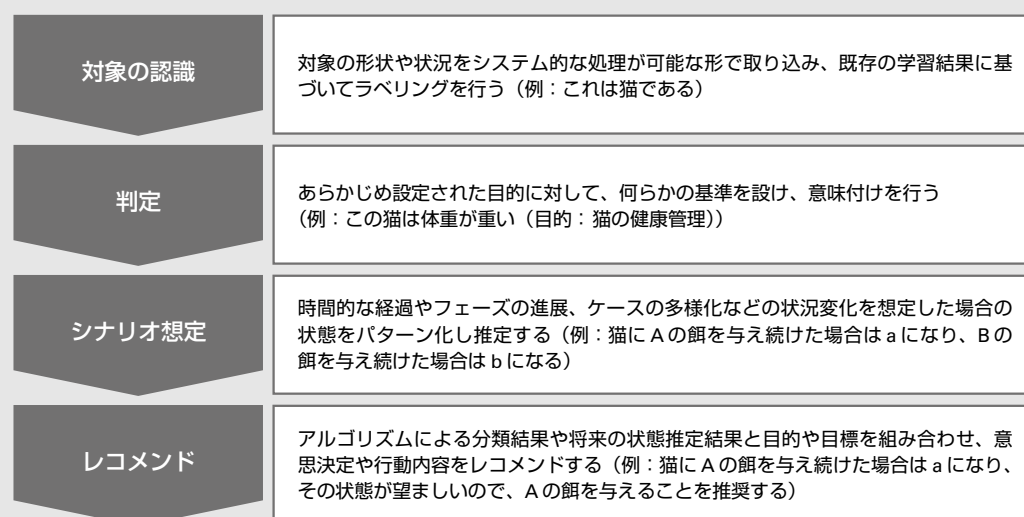 対象の認識
対象の形状や状況をシステム的な処理が可能な形で取り込み、既存の学習結果に基
づいてラベリングを行う（例：これは猫である）
判定
あらかじめ設定された目的に対して、何らかの基準を設け、意味付けを行う
（例：この猫は体重が重い（目的：猫の健康管理））
シナリオ想定
時間的な経過やフェーズの進展、ケースの多様化などの状況変化を想定した場合の
状態をパターン化し推定する（例：猫にAの餌を与え続けた場合はaになり、Bの
餌を与え続けた場合はbになる）
レコメンド
アルゴリズムによる分類結果や将来の状態推定結果と目的や目標を組み合わせ、意
思決定や行動内容をレコメンドする（例：猫にAの餌を与え続けた場合はaになり、
その状態が望ましいので、Aの餌を与えることを推奨する）